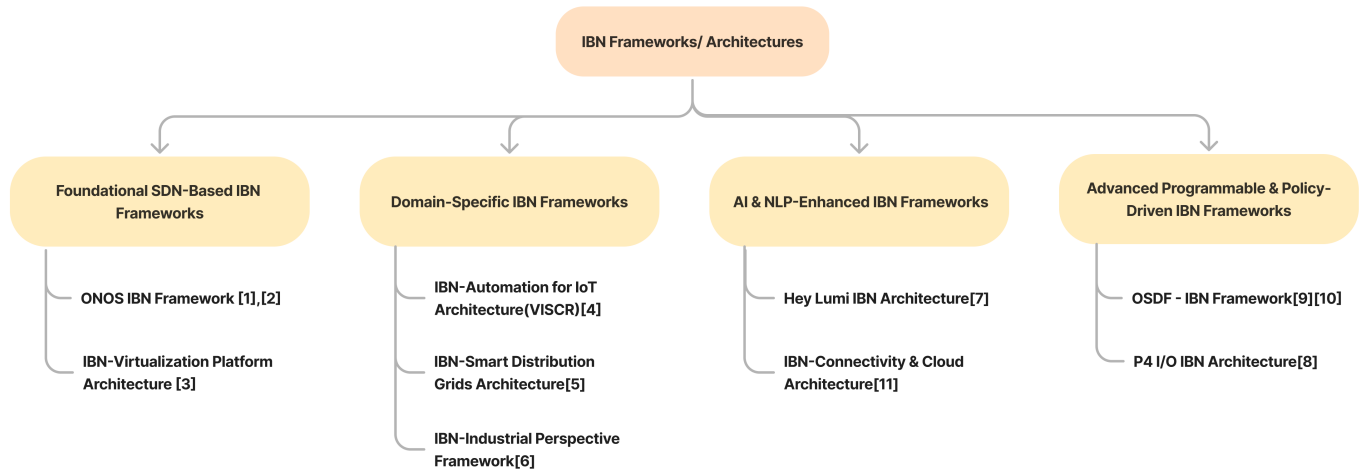 IBN Frameworks/ Architectures
Foundational SDN-Based IBN
Frameworks
ONOS IBN Framework [1],[2]
IBN-Virtualization Platform
Architecture [3]
Domain-Specific IBN Frameworks
IBN-Automation for IoT
Architecture(VISCR)[4]
IBN-Smart Distribution
Grids Architecture[5]
IBN-Industrial Perspective
Framework[6]
AI & NLP-Enhanced IBN Frameworks
Hey Lumi IBN Architecture[7]
IBN-Connectivity & Cloud
Architecture[11]
Advanced Programmable & Policy-
Driven IBN Frameworks
OSDF - IBN Framework[9][10]
P4 I/O IBN Architecture[8]